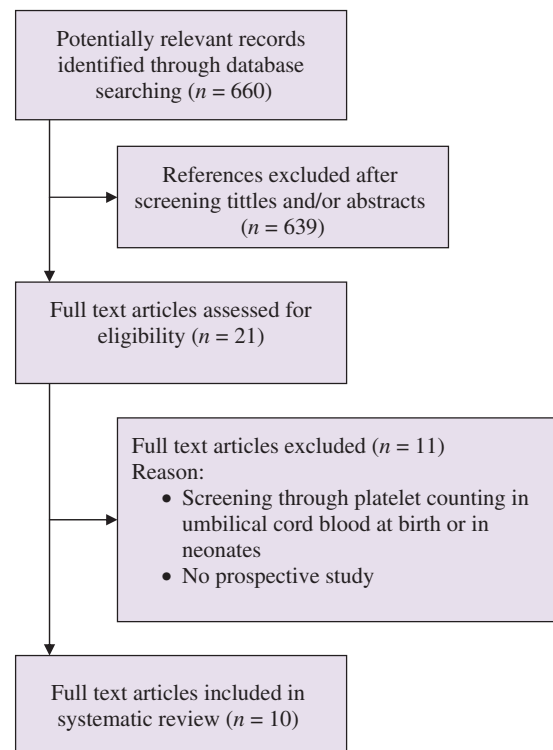 Potentially relevant records
identified through database
searching (n = 660)
References excluded after
screening tittles and/or abstracts
(n = 639)
Full text articles assessed for
eligibility (n = 21)
Full text articles excluded (n = 11)
Reason:
• Screening through platelet counting in
umbilical cord blood at birth or in
neonates
• No prospective study
Full text articles included in
systematic review (n = 10)